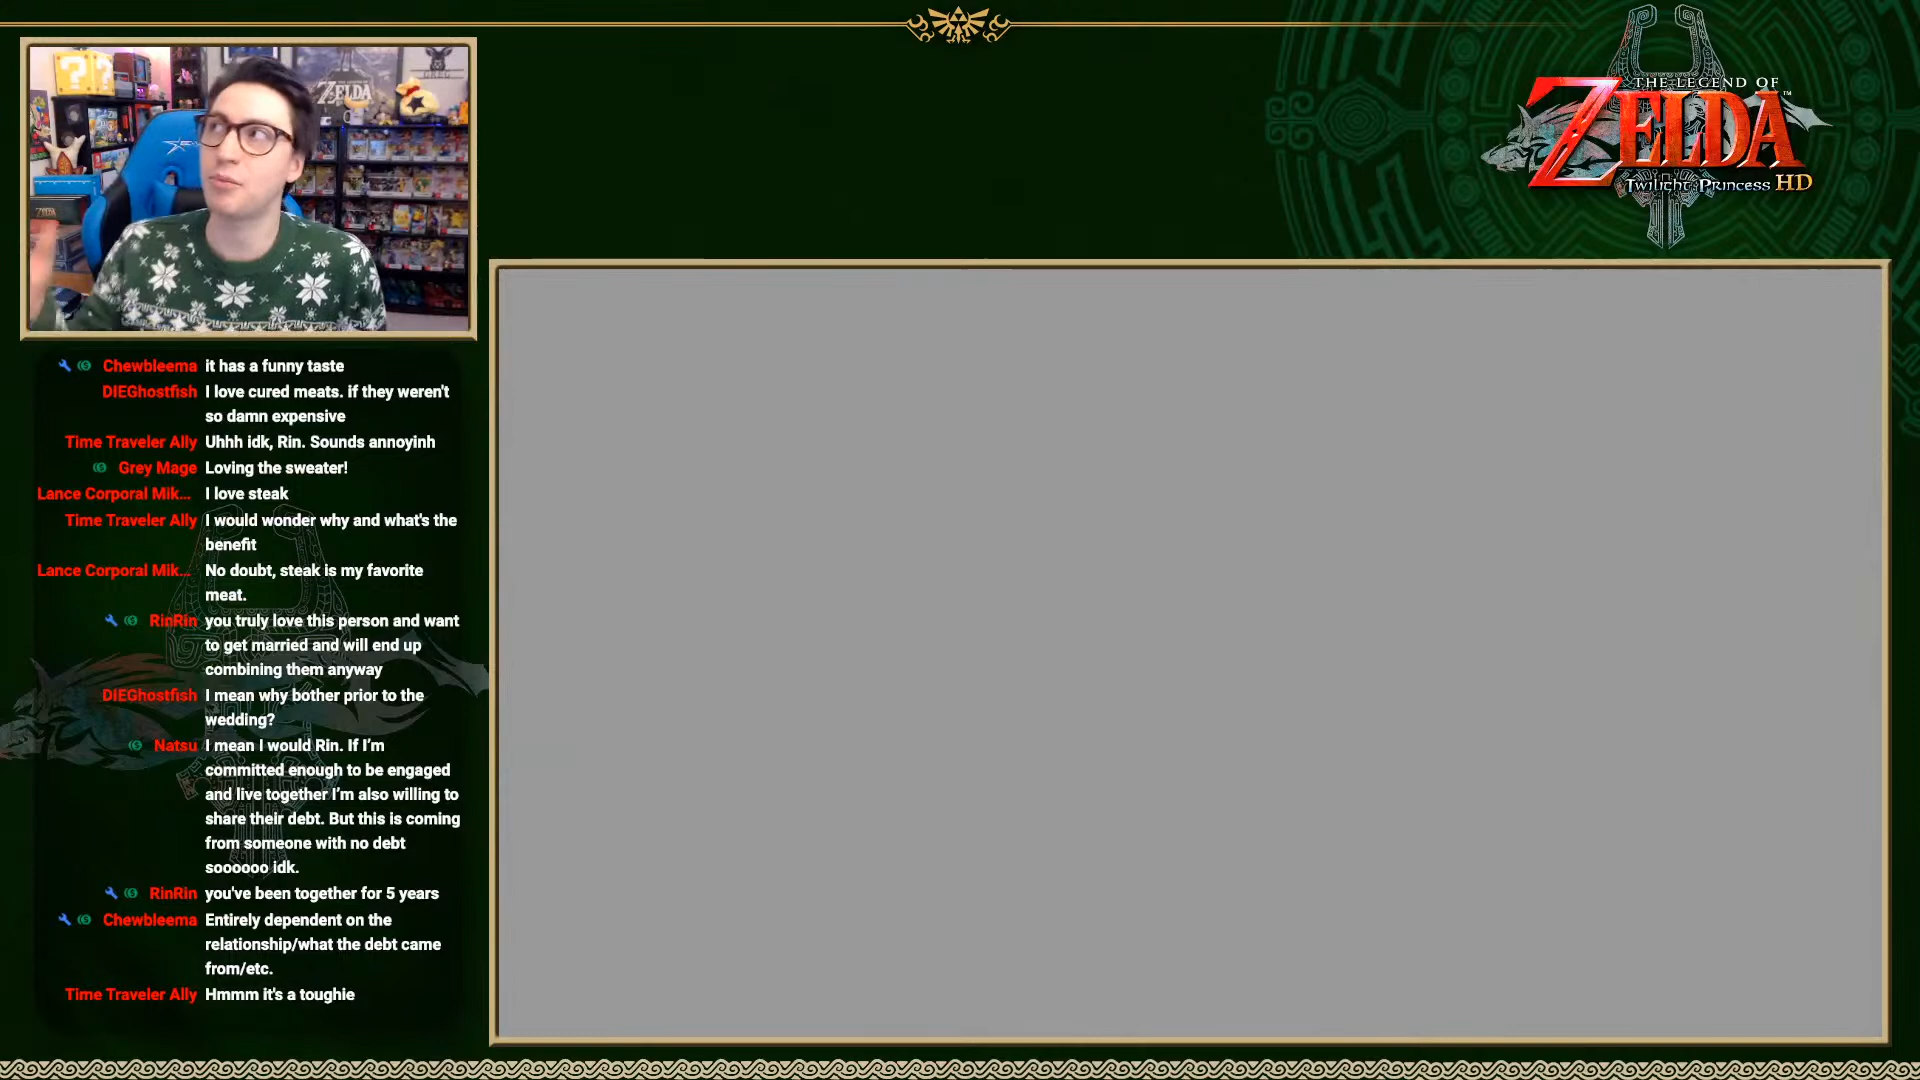 THE LEGEND OF
ZELDA™
Twilight Princess HD
ZELDA
Chewbleema it has a funny taste
DIEGhostfish I love cured meats. if they weren't
so damn expensive
Time Traveler Ally Uhhh idk, Rin. Sounds annoyinh
Grey Mage Loving the sweater!
Lance Corporal Mik... I love steak
Time Traveler Ally I would wonder why and what's the
benefit
Lance Corporal Mik... No doubt, steak is my favorite
meat.
RinRin you truly love this person and want
to get married and will end up
combining them anyway
DIEGhostfish I mean why bother prior to the
wedding?
Natsu I mean I would Rin. If I’m
committed enough to be engaged
and live together I’m also willing to
share their debt. But this is coming
from someone with no debt
soooooo idk.
RinRin you've been together for 5 years
Chewbleema Entirely dependent on the
relationship/what the debt came
from/etc.
Time Traveler Ally Hmmm it's a toughie